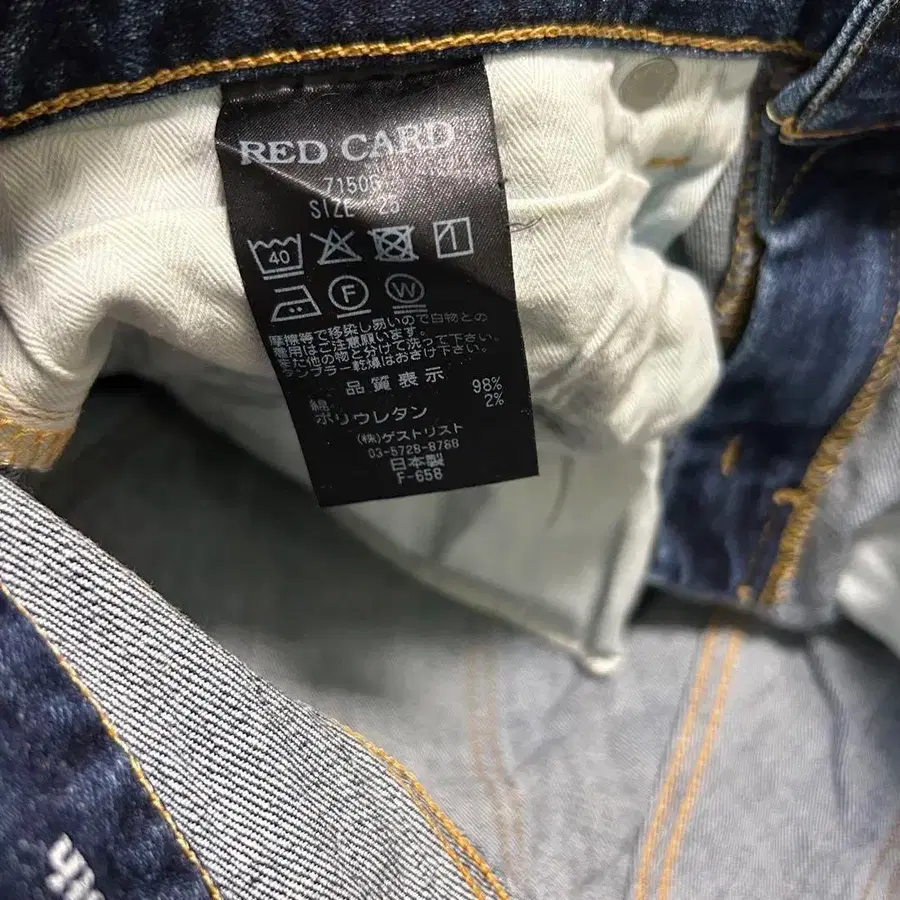 RED CARD
71506
SIZE 25
40
F
W
摩擦等で移染し易いので白物との
着用はご注意願います。
また他の物と分けて洗って下さい。
タンブラー乾燥はおさけ下さい。
品質表示
綿 98%
ポリウレタン 2%
(株)ゲストリスト
03-5728-8788
日本製
F-658